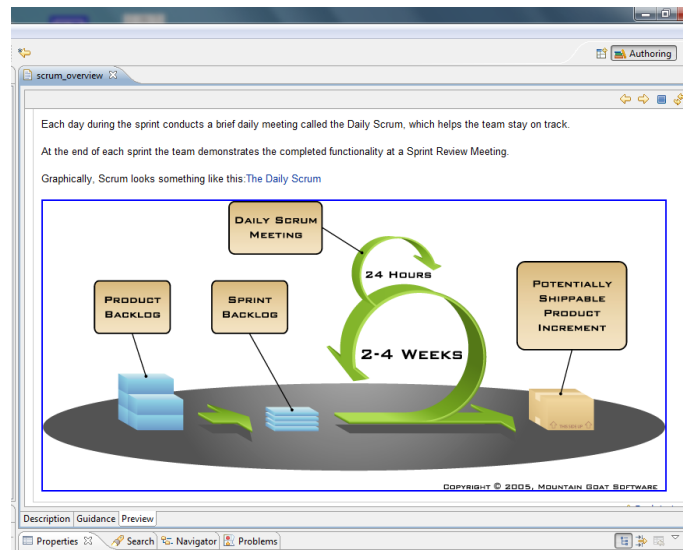 Authoring
scrum_overview
Each day during the sprint conducts a brief daily meeting called the Daily Scrum, which helps the team stay on track.
At the end of each sprint the team demonstrates the completed functionality at a Sprint Review Meeting.
Graphically, Scrum looks something like this:The Daily Scrum
DAILY SCRUM
MEETING
24 HOURS
PRODUCT
BACKLOG
SPRINT
BACKLOG
POTENTIALLY
SHIPPABLE
PRODUCT
INCREMENT
2-4 WEEKS
COPYRIGHT © 2005, MOUNTAIN GOAT SOFTWARE
Description Guidance Preview
Properties Search Navigator Problems